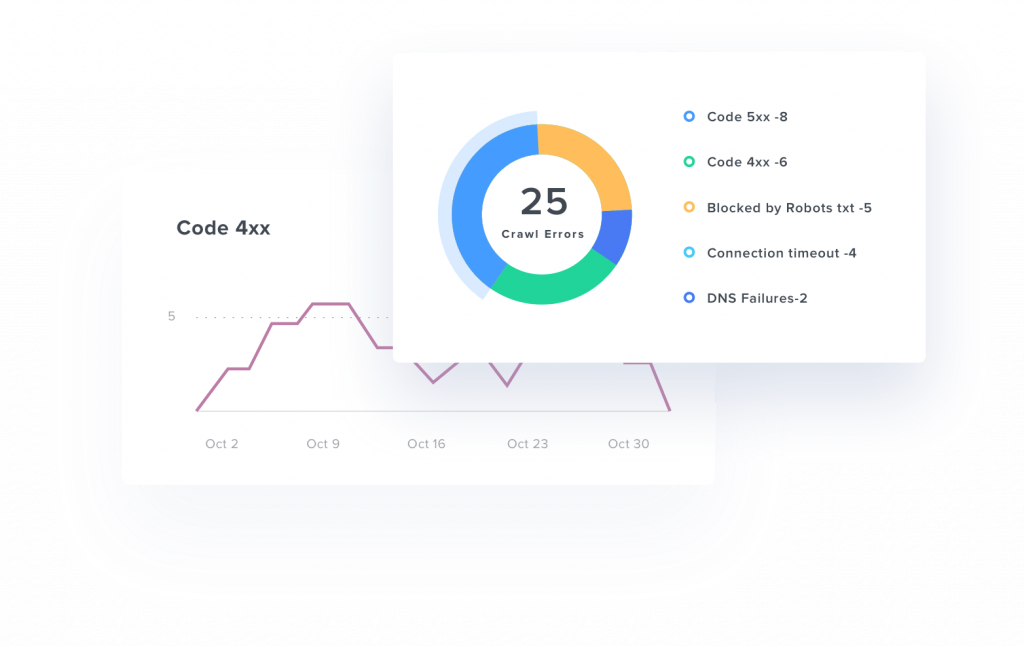 Code 4xx
5
Oct 2
Oct 9
Oct 16
Oct 23
Oct 30
25
Crawl Errors
Code 5xx -8
Code 4xx -6
Blocked by Robots txt -5
Connection timeout -4
DNS Failures-2